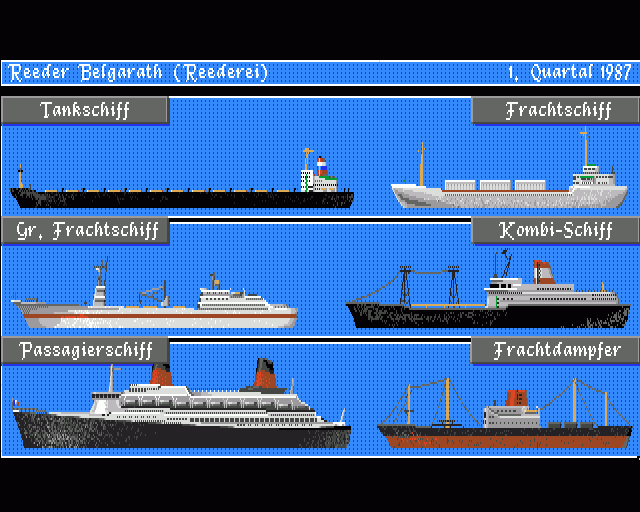 Reeder Belgarath (Reederei) 1. Quartal 1987
Tankschiff Frachtschiff
Gr. Frachtschiff Kombi-Schiff
Passagierschiff Frachtdampfer